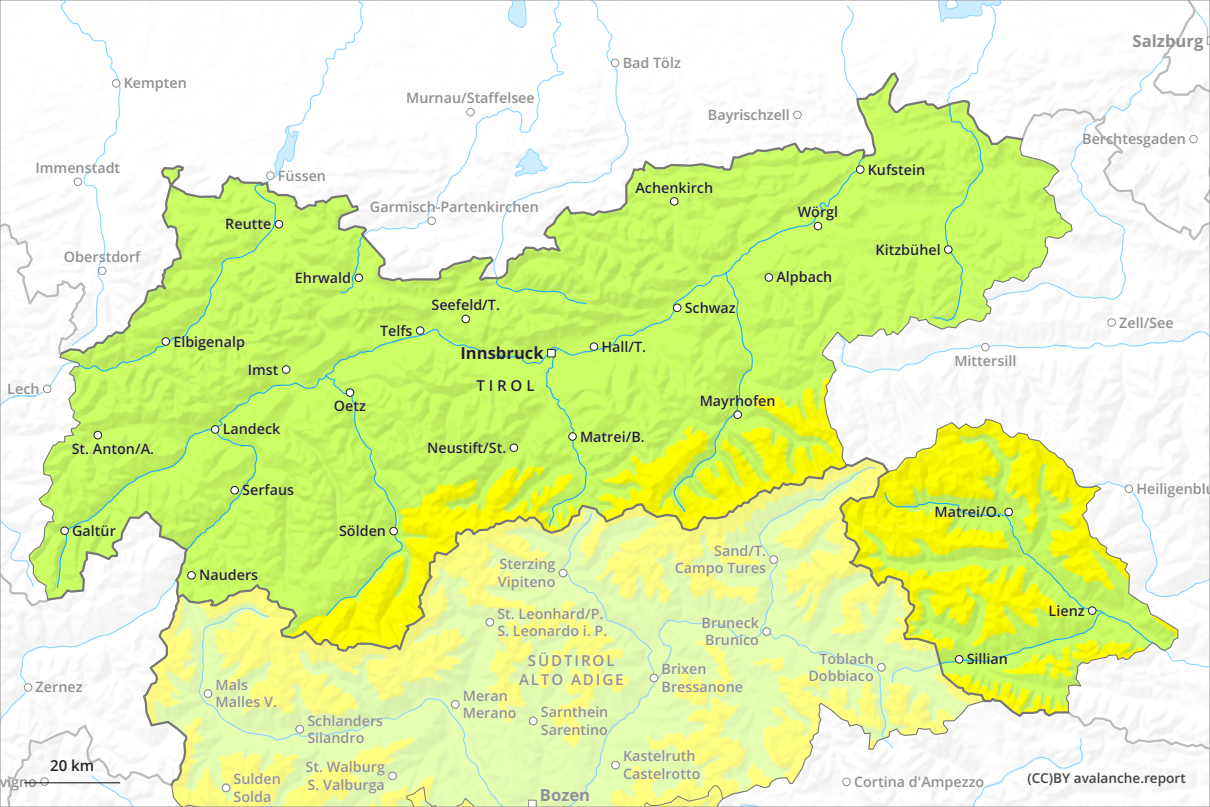 Salzburg
Bad Tölz
Kempten
Murnau/Staffelsee
Bayrischzell
Berchtesgaden
Immenstadt
Füssen
Kufstein
Achenkirch
Garmisch-Partenkirchen
Wörgl
Reutte
Kitzbühel
Oberstdorf
Ehrwald
Alpbach
Seefeld/T.
Schwaz
Telfs
Zell/See
Elbigenalp
Hall/T.
Innsbruck
Mittersill
Imst
TIROL
Lech
Oetz
Mayrhofen
Landeck
Matrei/B.
St. Anton/A.
Neustift/St.
Serfaus
Heiligenblu
Matrei/O.
Galtür
Sölden
Sand/T.
Campo Tures
Sterzing
Vipiteno
Nauders
Lienz
St. Leonhard/P.
S. Leonardo i. P.
Bruneck
Brunico
Sillian
Toblach
Dobbiaco
SÜDTIROL
ALTO ADIGE
Brixen
Bressanone
Zernez
Mals
Malles V.
Meran
Merano
Sarnthein
Sarentino
Schlanders
Silandro
Kastelruth
Castelrotto
20 km
St. Walburg
S. Valburga
Sulden
Solda
vigno
Cortina d'Ampezzo
(CC)BY avalanche.report
Bozen